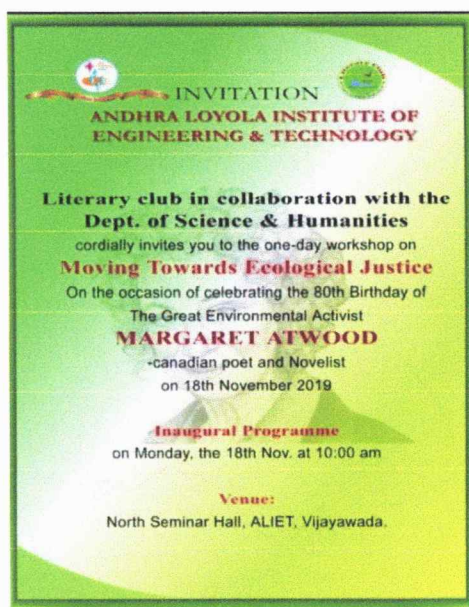 INVITATION
ANDHRA LOYOLA INSTITUTE OF
ENGINEERING & TECHNOLOGY
Literary club in collaboration with the
Dept. of Science & Humanities
cordially invites you to the one-day workshop on
Moving Towards Ecological Justice
On the occasion of celebrating the 80th Birthday of
The Great Environmental Activist
MARGARET ATWOOD
-canadian poet and Novelist
on 18th November 2019
Inaugural Programme
on Monday, the 18th Nov. at 10:00 am
Venue:
North Seminar Hall, ALIET, Vijayawada.